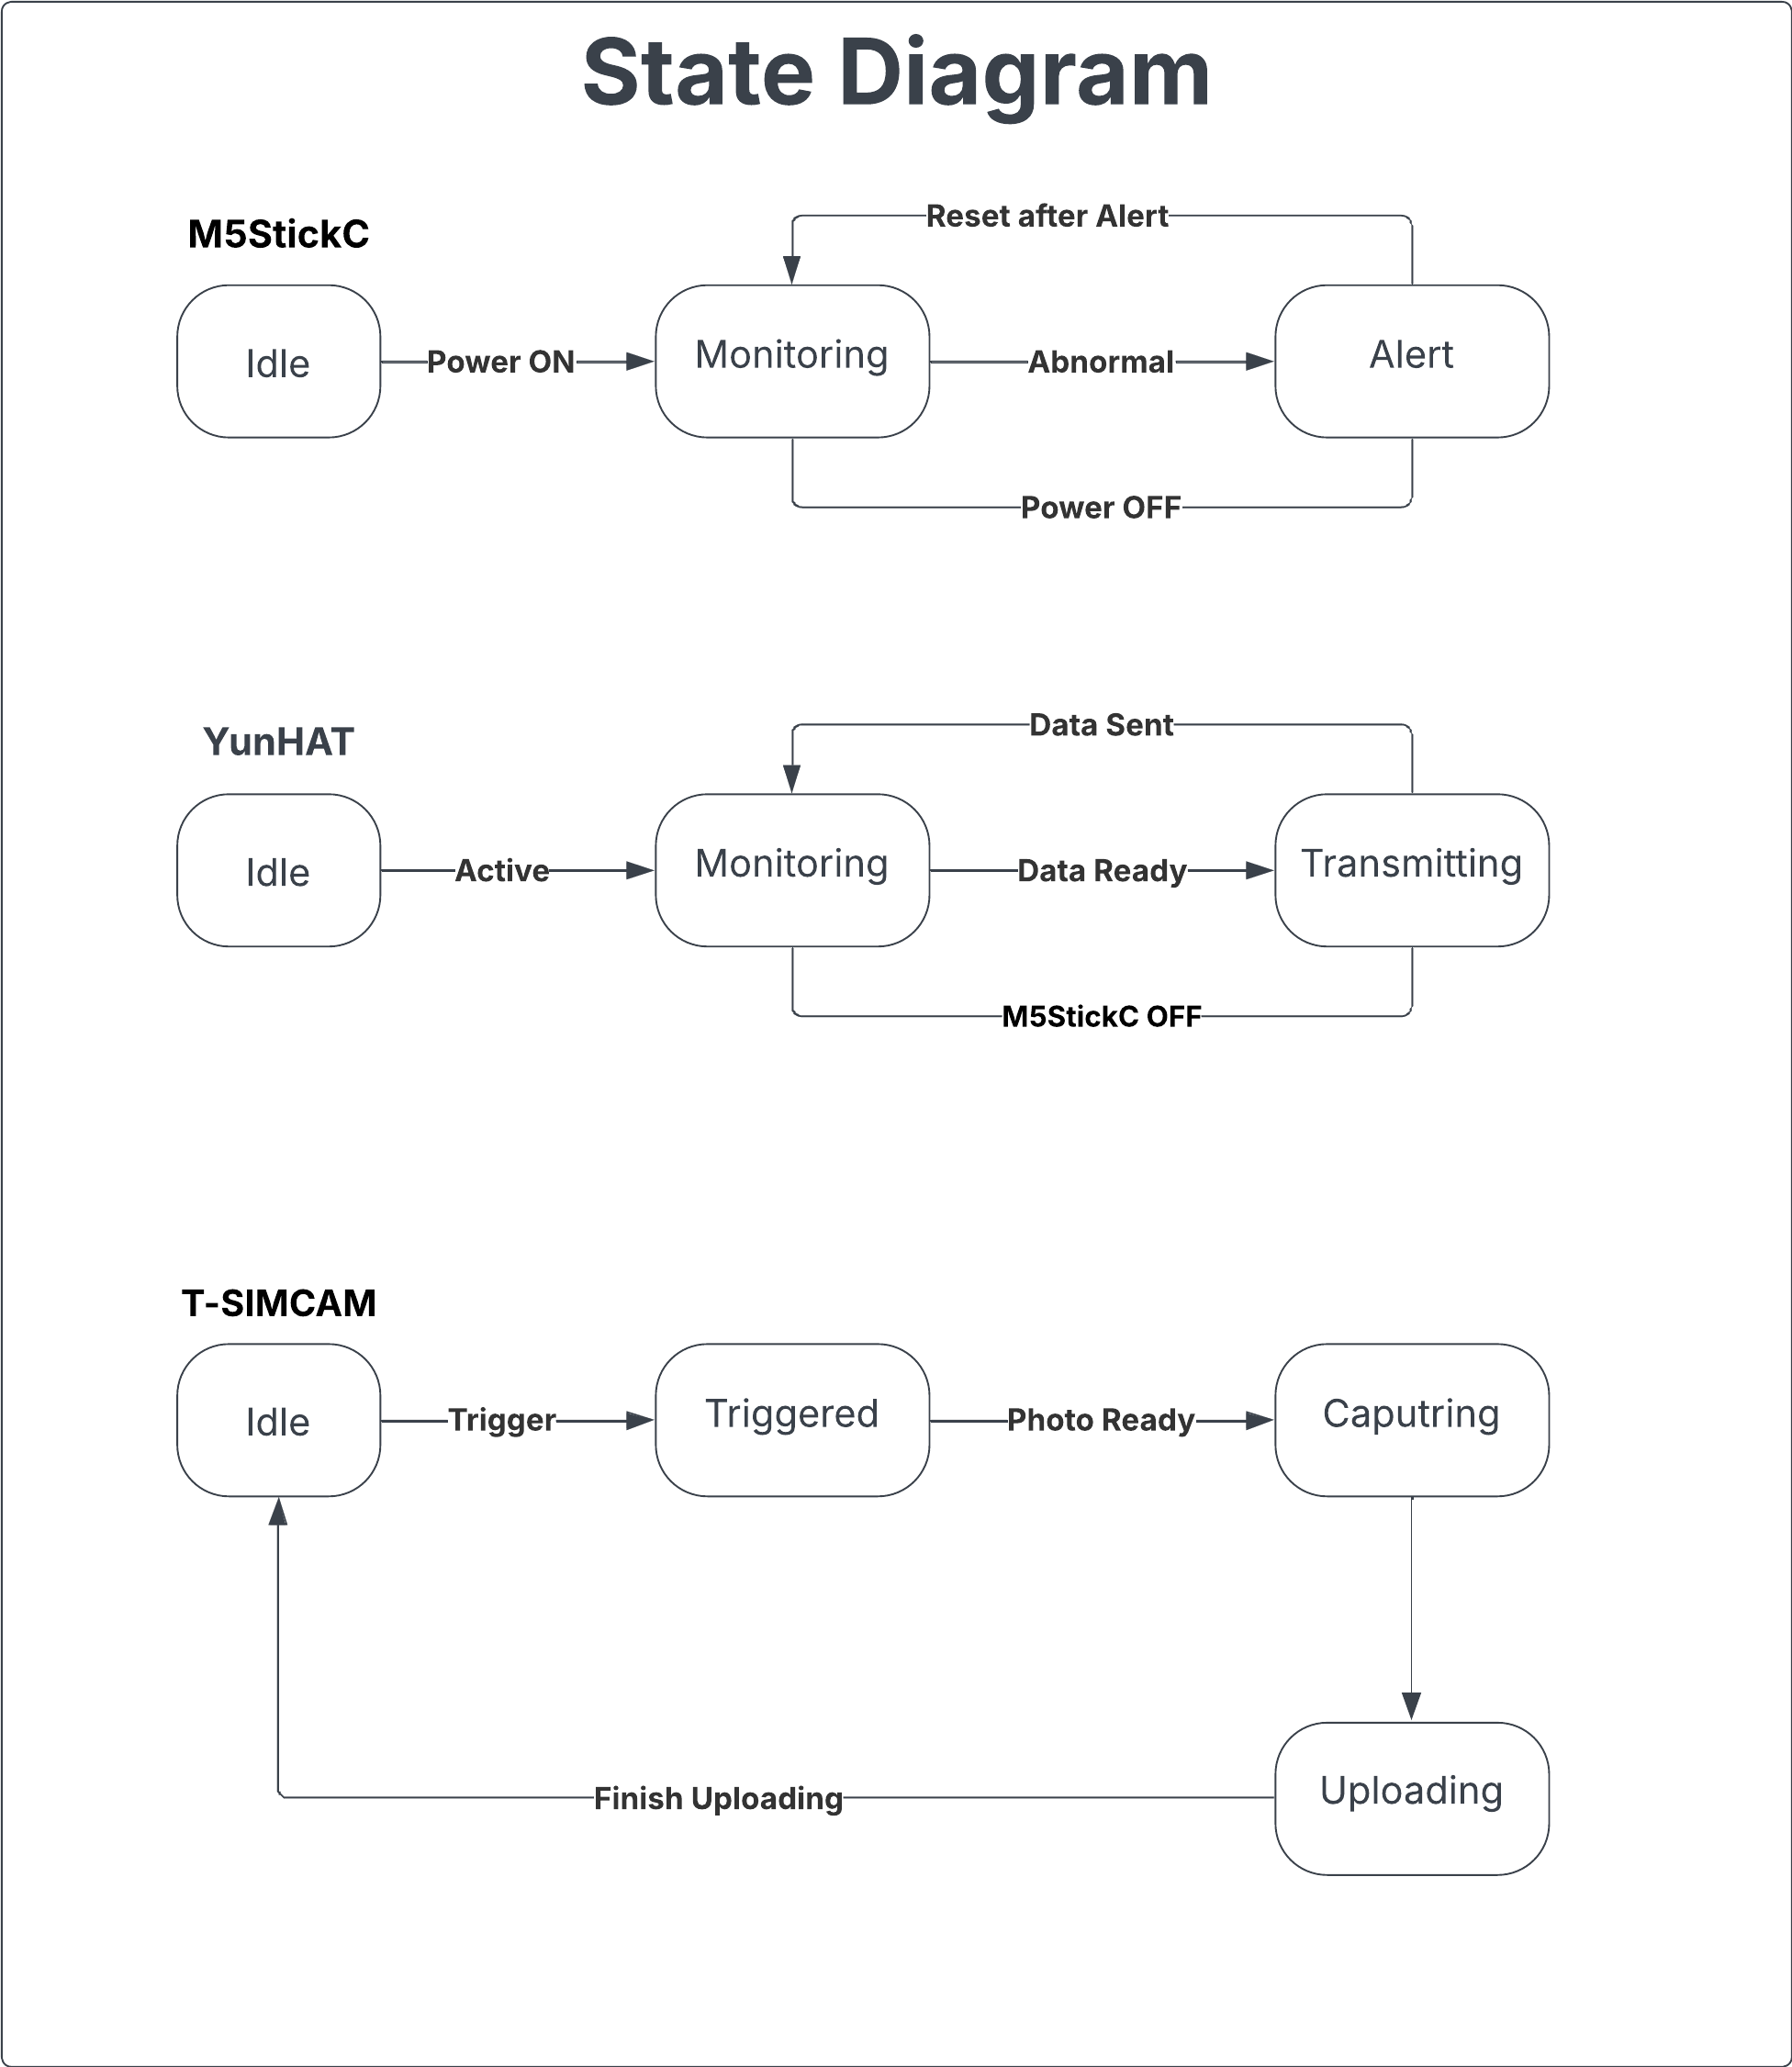 State Diagram
M5StickC
Reset after Alert
Idle
Power ON
Monitoring
Abnormal
Alert
Power OFF
YunHAT
Data Sent
Idle
Active
Monitoring
Data Ready
Transmitting
M5StickC OFF
T-SIMCAM
Idle
Trigger
Triggered
Photo Ready
Caputring
Finish Uploading
Uploading